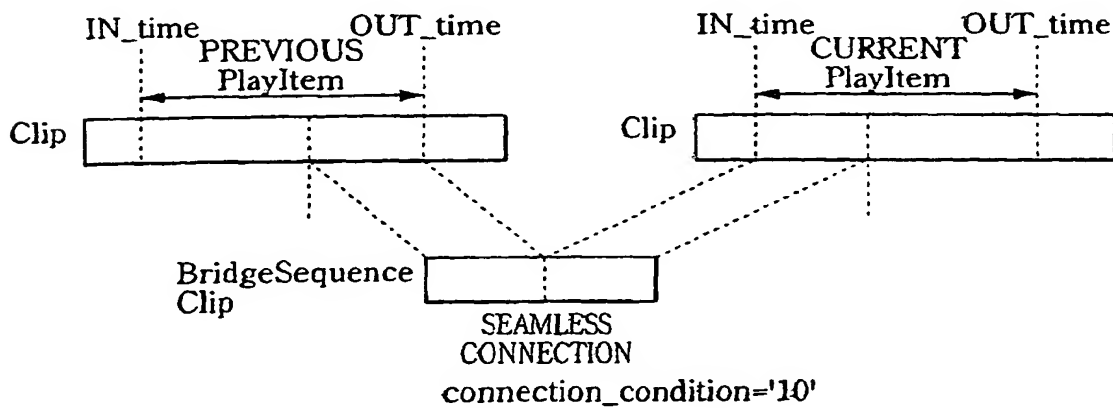 IN_time OUT_time IN_time OUT_time
PREVIOUS CURRENT
PlayItem PlayItem
Clip Clip
BridgeSequence
Clip
SEAMLESS
CONNECTION
connection_condition='10'